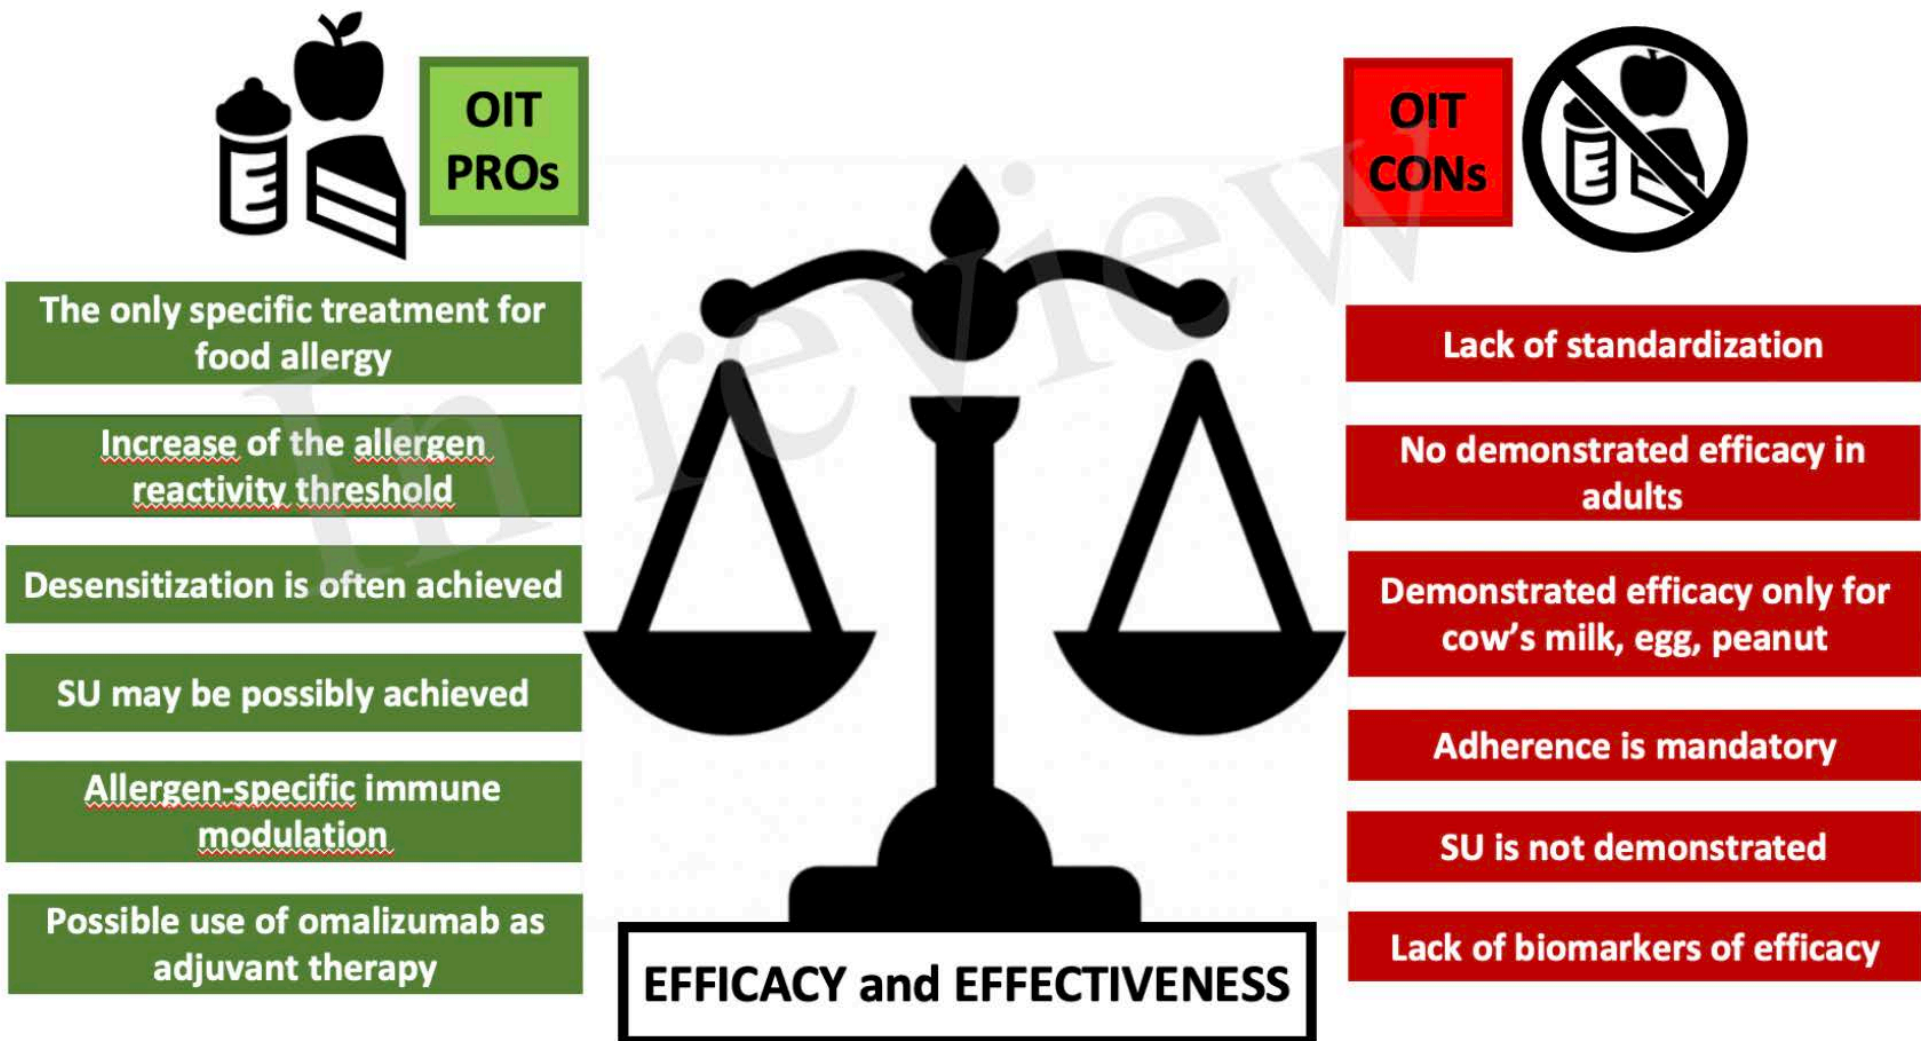 OIT
PROs
The only specific treatment for
food allergy
Increase of the allergen
reactivity threshold
Desensitization is often achieved
SU may be possibly achieved
Allergen-specific immune
modulation
Possible use of omalizumab as
adjuvant therapy
In review
EFFICACY and EFFECTIVENESS
OIT
CONs
Lack of standardization
No demonstrated efficacy in
adults
Demonstrated efficacy only for
cow’s milk, egg, peanut
Adherence is mandatory
SU is not demonstrated
Lack of biomarkers of efficacy